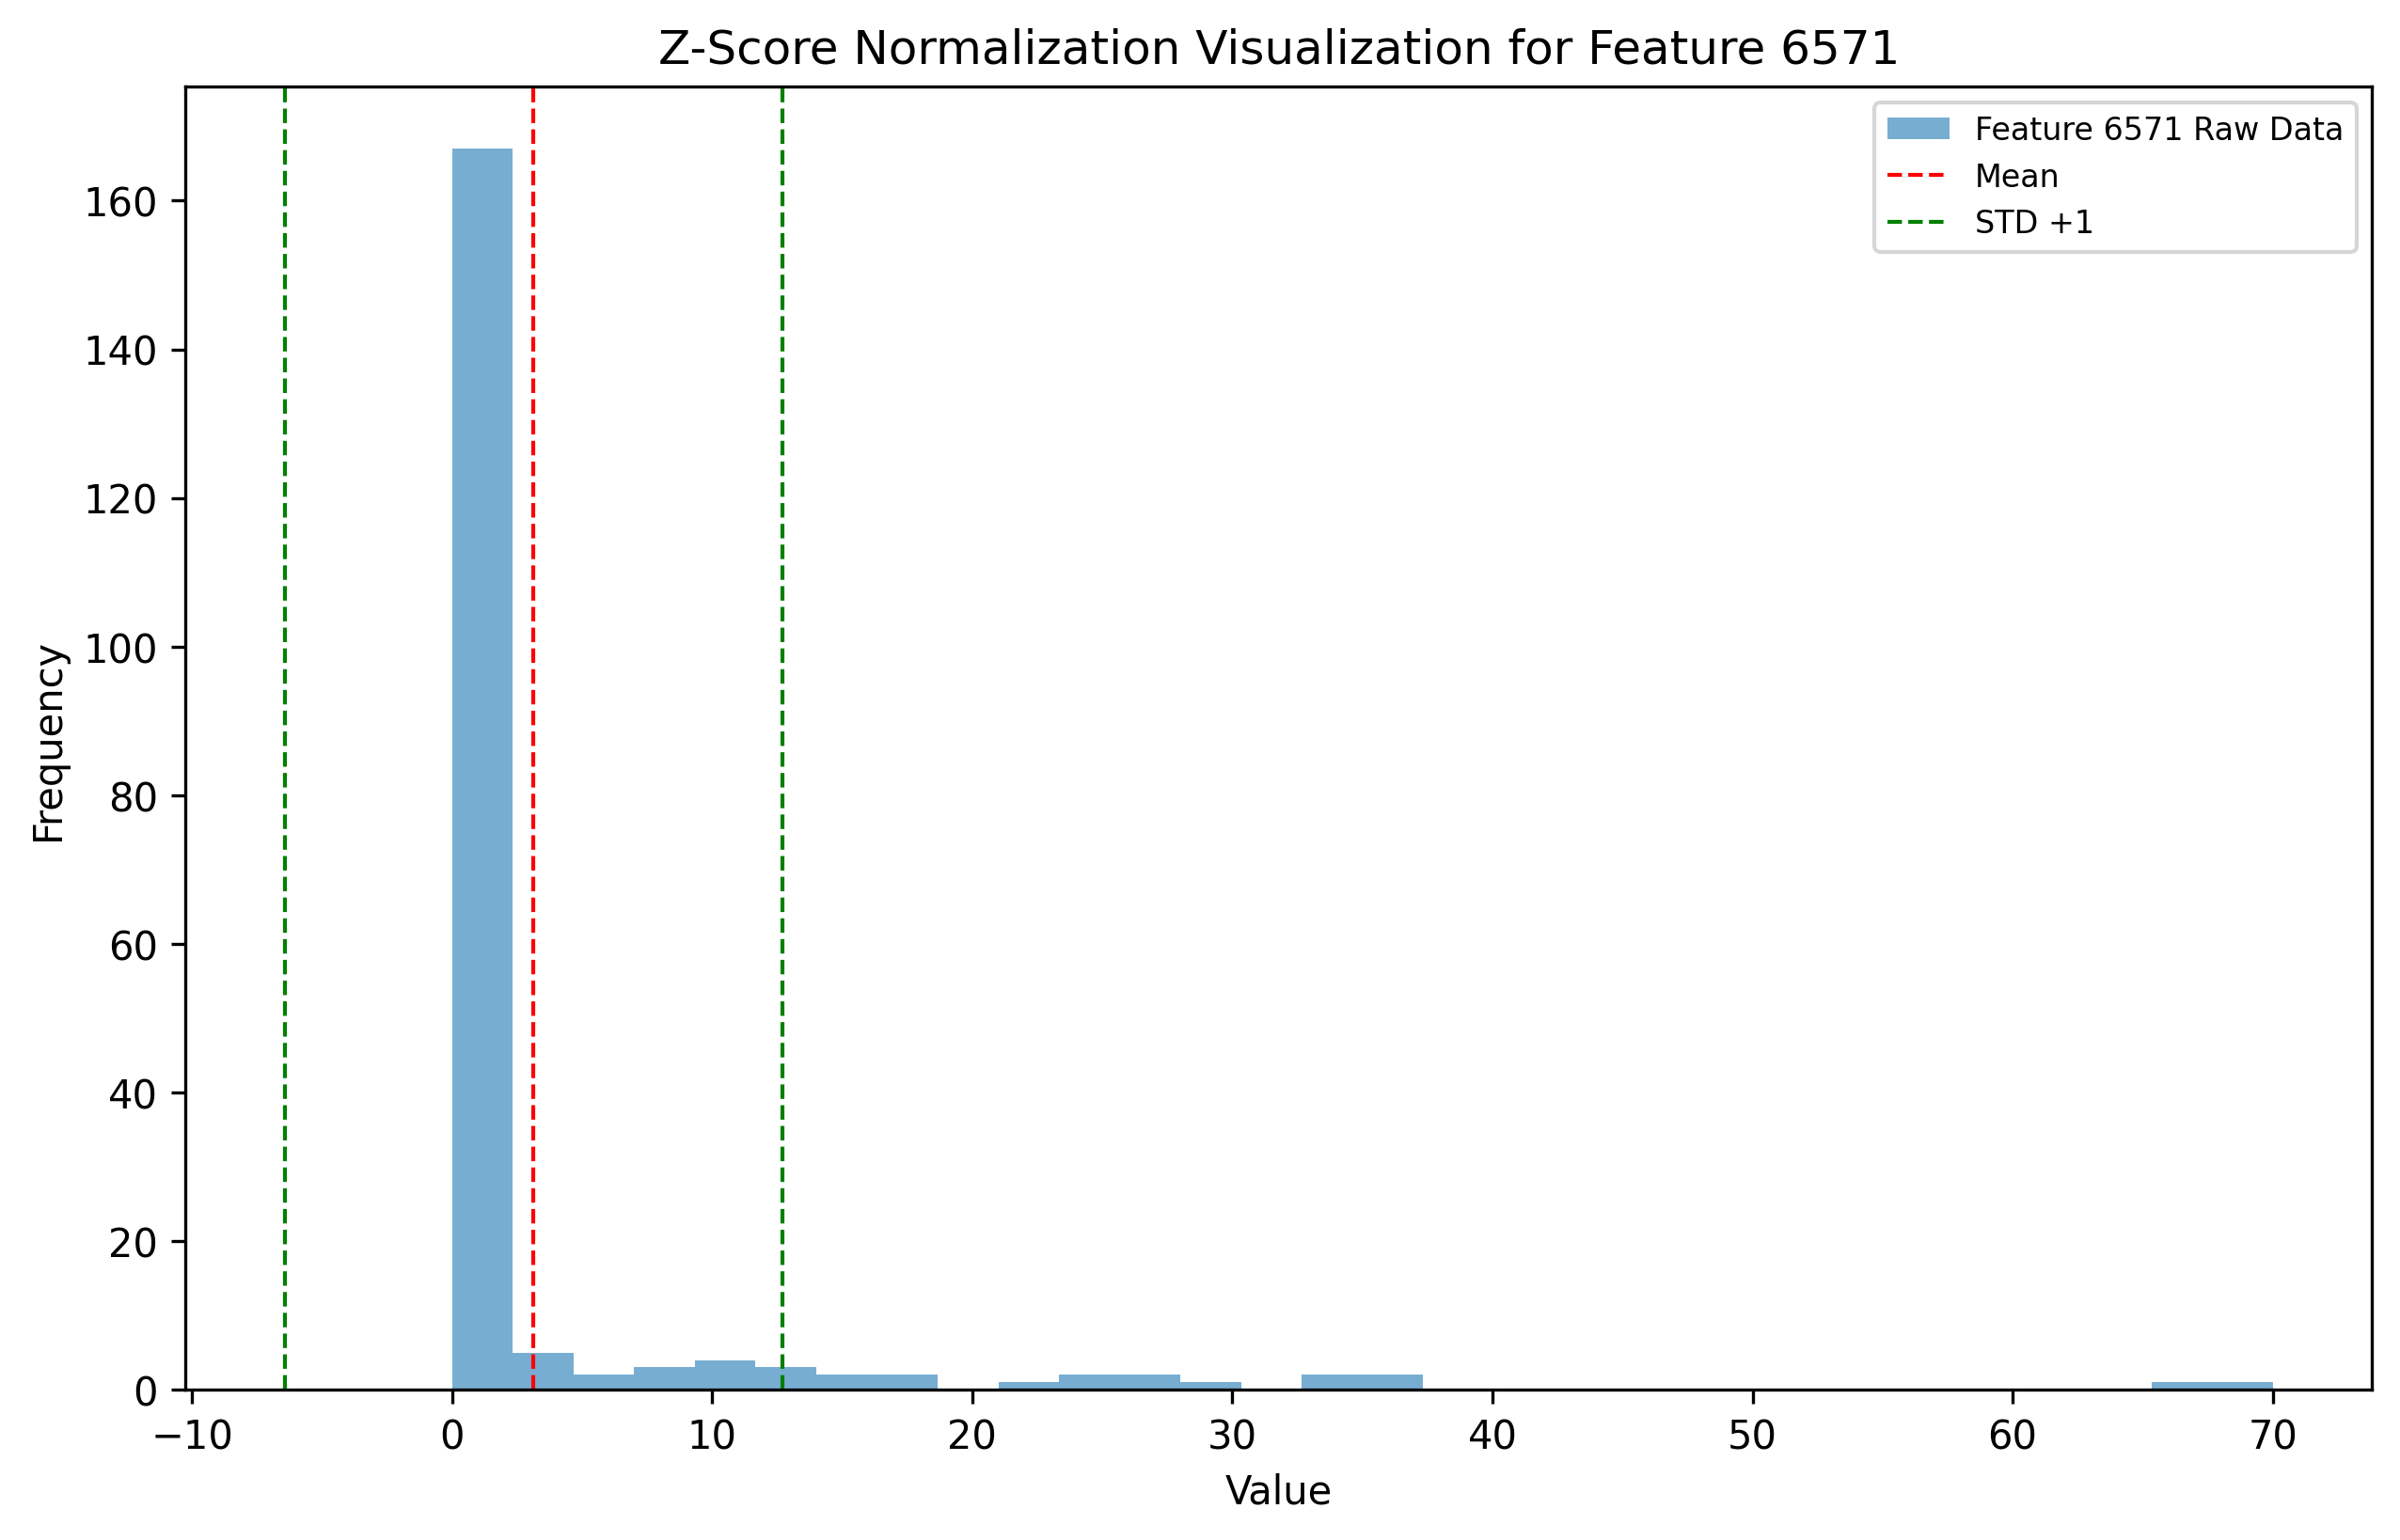 Z-Score Normalization Visualization for Feature 6571
Feature 6571 Raw Data
Mean
STD +1
Frequency
160
140
120
100
80
60
40
20
0
−10 0 10 20 30 40 50 60 70
Value